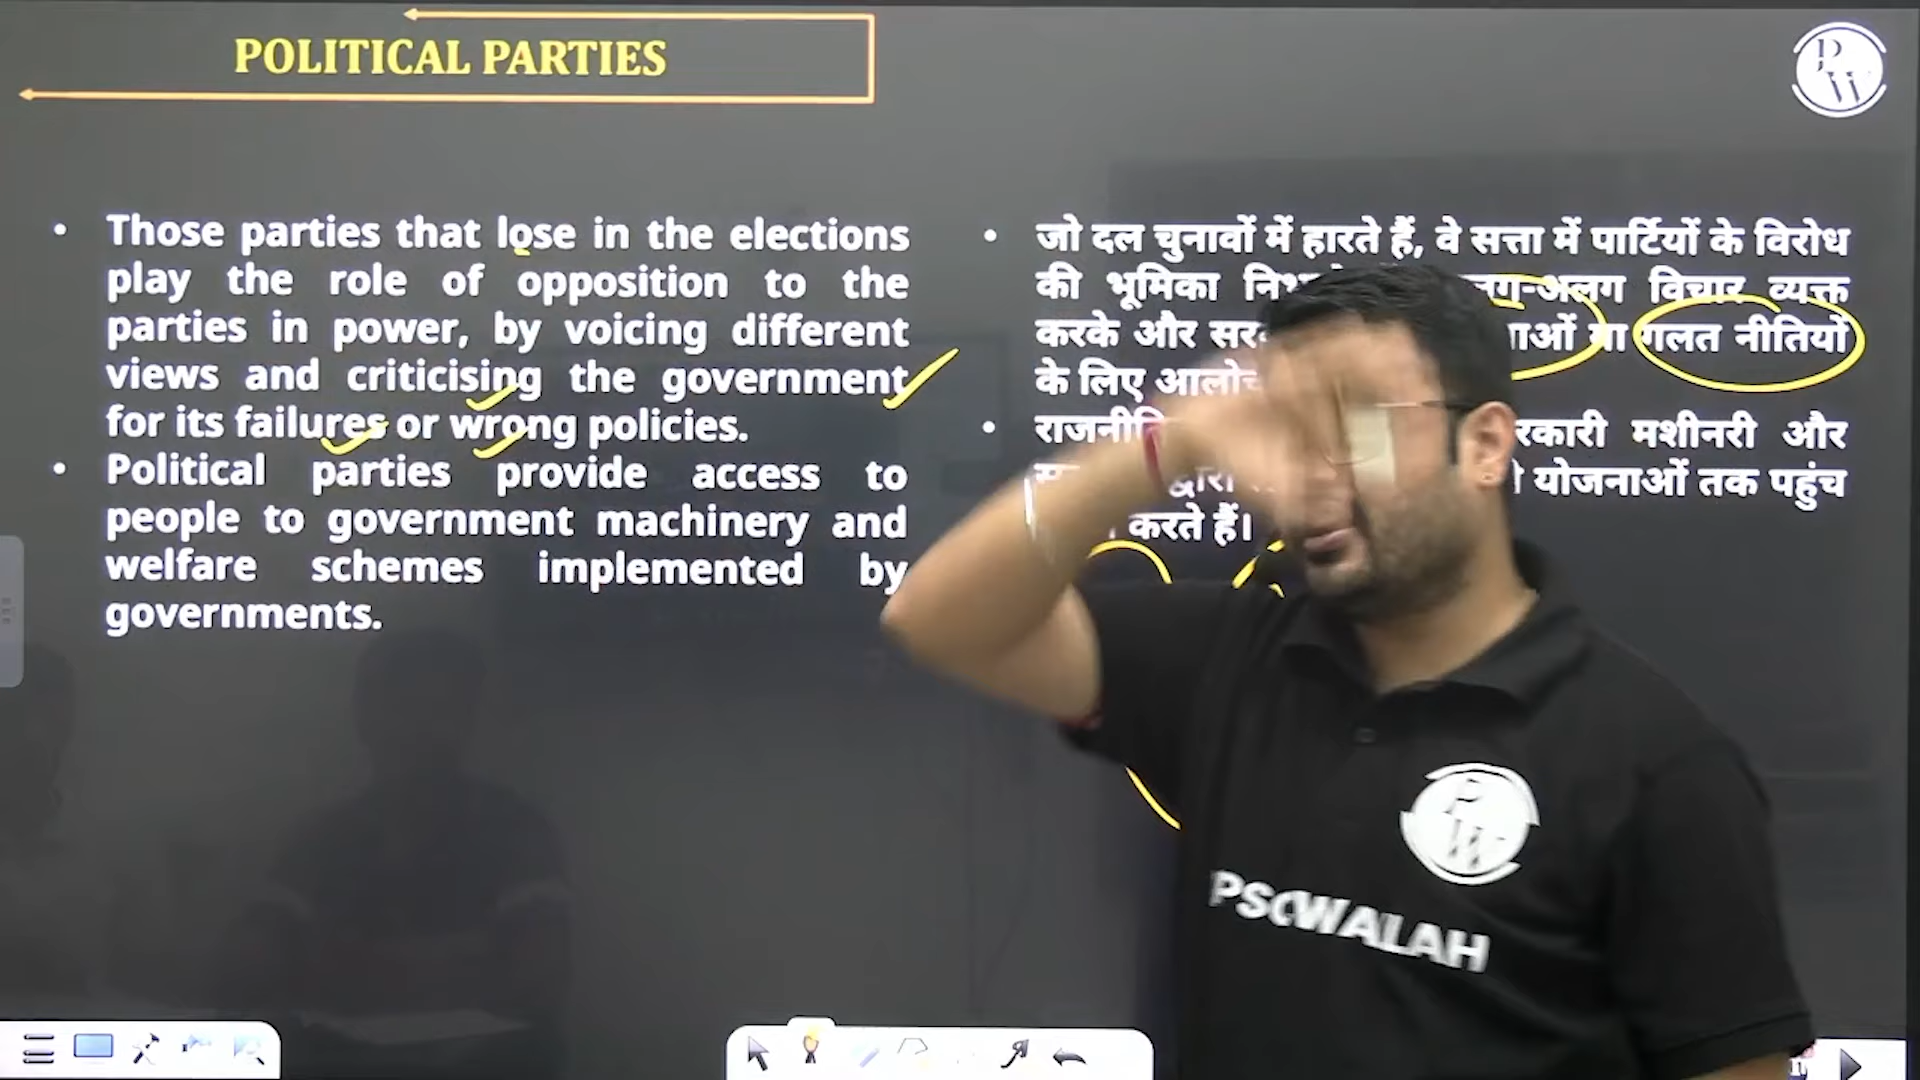 POLITICAL PARTIES
PW
• Those parties that lose in the elections
play the role of opposition to the
parties in power, by voicing different
views and criticising the government
for its failures or wrong policies.
• Political parties provide access to
people to government machinery and
welfare schemes implemented by
governments.
• जो दल चुनावों में हारते हैं, वे सत्ता में पार्टियों के विरोध
की भूमिका विचार व्यक्त
करके और या गलत नीतियों
के लिए
• मशीनरी और
योजनाओं तक पहुंच
करते हैं।
PW
PSCWALAH